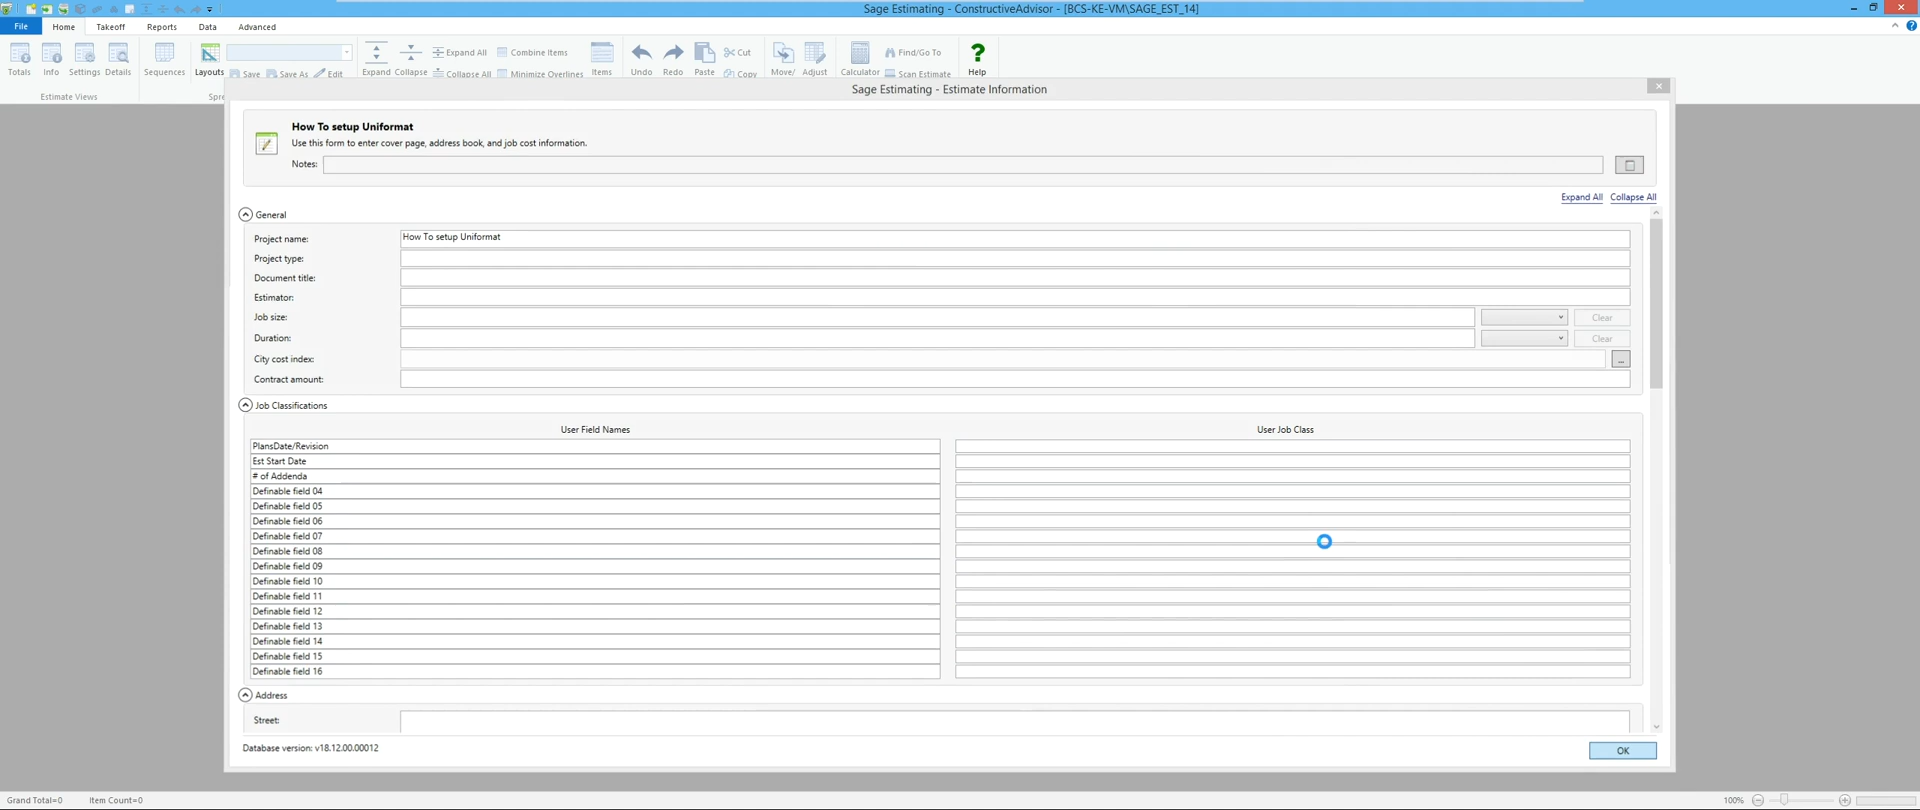 Sage Estimating - ConstructiveAdvisor - [BCS-KE-VM\SAGE_EST_14]
File Home Takeoff Reports Data Advanced
Totals Info Settings Details Sequences Layouts Save Save As Edit
Expand Collapse Expand All Collapse All Combine Items Minimize Overlines Items
Undo Redo Paste Cut Copy Move/ Adjust Calculator Find/Go To Scan Estimate Help
Estimate Views Spre
Sage Estimating - Estimate Information
How To setup Uniformat
Use this form to enter cover page, address book, and job cost information.
Notes:
Expand All Collapse All
General
Project name: How To setup Uniformat
Project type:
Document title:
Estimator:
Job size: Clear
Duration: Clear
City cost index: ...
Contract amount:
Job Classifications
User Field Names User Job Class
PlansDate/Revision
Est Start Date
# of Addenda
Definable field 04
Definable field 05
Definable field 06
Definable field 07
Definable field 08
Definable field 09
Definable field 10
Definable field 11
Definable field 12
Definable field 13
Definable field 14
Definable field 15
Definable field 16
Address
Street:
Database version: v18.12.00.00012
OK
Grand Total=0 Item Count=0 100%